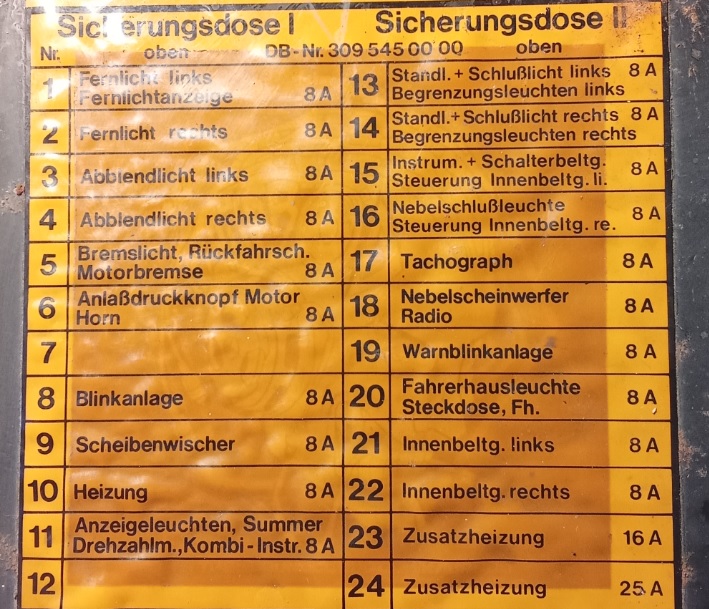 Sicherungsdose I Sicherungsdose II
Nr. oben DB-Nr. 309 545 00 00 oben
1 Fernlicht links
Fernlichtanzeige 8 A
2 Fernlicht rechts 8 A
3 Abblendlicht links 8 A
4 Abblendlicht rechts 8 A
5 Bremslicht, Rückfahrsch.
Motorbremse 8 A
6 Anlaßdruckknopf Motor
Horn 8 A
7
8 Blinkanlage 8 A
9 Scheibenwischer 8 A
10 Heizung 8 A
11 Anzeigeleuchten, Summer
Drehzahlm.,Kombi-Instr. 8 A
12
13 Standl.+ Schlußlicht links 8 A
Begrenzungsleuchten links
14 Standl.+ Schlußlicht rechts 8 A
Begrenzungsleuchten rechts
15 Instrum. + Schalterbeltg.
Steuerung Innenbeltg. li. 8 A
16 Nebelschlußleuchte
Steuerung Innenbeltg. re. 8 A
17 Tachograph 8 A
18 Nebelscheinwerfer
Radio 8 A
19 Warnblinkanlage 8 A
20 Fahrerhausleuchte
Steckdose, Fh. 8 A
21 Innenbeltg. links 8 A
22 Innenbeltg. rechts 8 A
23 Zusatzheizung 16 A
24 Zusatzheizung 25 A